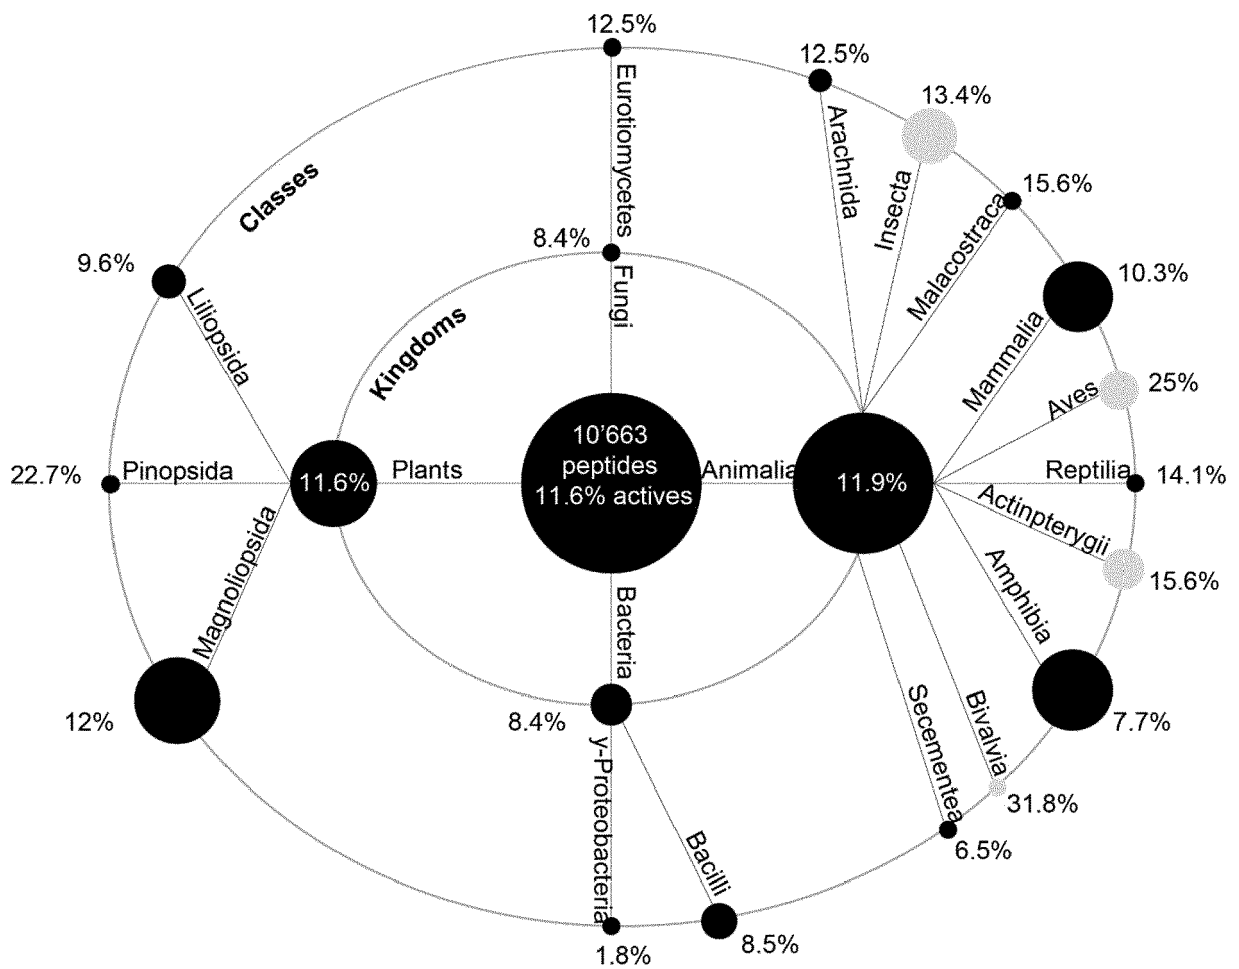 12.5%
Eurotiomycetes
12.5%
Arachnida
13.4%
Insecta
15.6%
Malacostraca
Classes
9.6%
Liliopsida
8.4%
Fungi
Kingdoms
10.3%
Mammalia
25%
Aves
22.7%
Pinopsida
11.6%
Plants
10'663
peptides
11.6% actives
Animalia
11.9%
Reptilia
14.1%
Actinpterygii
15.6%
Magnoliopsida
12%
Bacteria
8.4%
Amphibia
7.7%
Bivalvia
31.8%
Secementea
6.5%
y-Proteobacteria
1.8%
Bacilli
8.5%